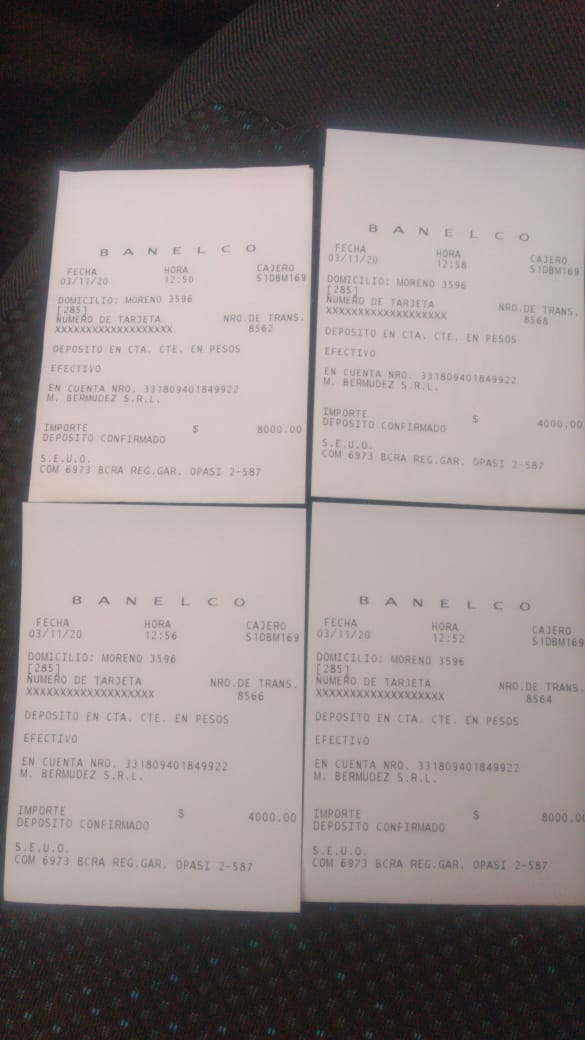 B A N E L C O
FECHA HORA CAJERO
03/11/20 12:50 S1DBM169
DOMICILIO: MORENO 3596
[285]
NUMERO DE TARJETA NRO.DE TRANS.
XXXXXXXXXXXXXXXXXXX 8562
DEPOSITO EN CTA. CTE. EN PESOS
EFECTIVO
EN CUENTA NRO. 331809401849922
M. BERMUDEZ S.R.L.
IMPORTE $ 8000.00
DEPOSITO CONFIRMADO
S.E.U.O.
COM 6973 BCRA REG.GAR. OPASI 2-587
B A N E L C O
FECHA HORA CAJERO
03/11/20 12:58 S1DBM169
DOMICILIO: MORENO 3596
[285]
NUMERO DE TARJETA NRO.DE TRANS.
XXXXXXXXXXXXXXXXXXX 8568
DEPOSITO EN CTA. CTE. EN PESOS
EFECTIVO
EN CUENTA NRO. 331809401849922
M. BERMUDEZ S.R.L.
IMPORTE $ 4000.00
DEPOSITO CONFIRMADO
S.E.U.O.
COM 6973 BCRA REG.GAR. OPASI 2-587
B A N E L C O
FECHA HORA CAJERO
03/11/20 12:56 S1DBM169
DOMICILIO: MORENO 3596
[285]
NUMERO DE TARJETA NRO.DE TRANS.
XXXXXXXXXXXXXXXXXXX 8566
DEPOSITO EN CTA. CTE. EN PESOS
EFECTIVO
EN CUENTA NRO. 331809401849922
M. BERMUDEZ S.R.L.
IMPORTE $ 4000.00
DEPOSITO CONFIRMADO
S.E.U.O.
COM 6973 BCRA REG.GAR. OPASI 2-587
B A N E L C O
FECHA HORA CAJERO
03/11/20 12:52 S1DBM169
DOMICILIO: MORENO 3596
[285]
NUMERO DE TARJETA NRO.DE TRANS.
XXXXXXXXXXXXXXXXXXX 8564
DEPOSITO EN CTA. CTE. EN PESOS
EFECTIVO
EN CUENTA NRO. 331809401849922
M. BERMUDEZ S.R.L.
IMPORTE $ 8000.00
DEPOSITO CONFIRMADO
S.E.U.O.
COM 6973 BCRA REG.GAR. OPASI 2-587